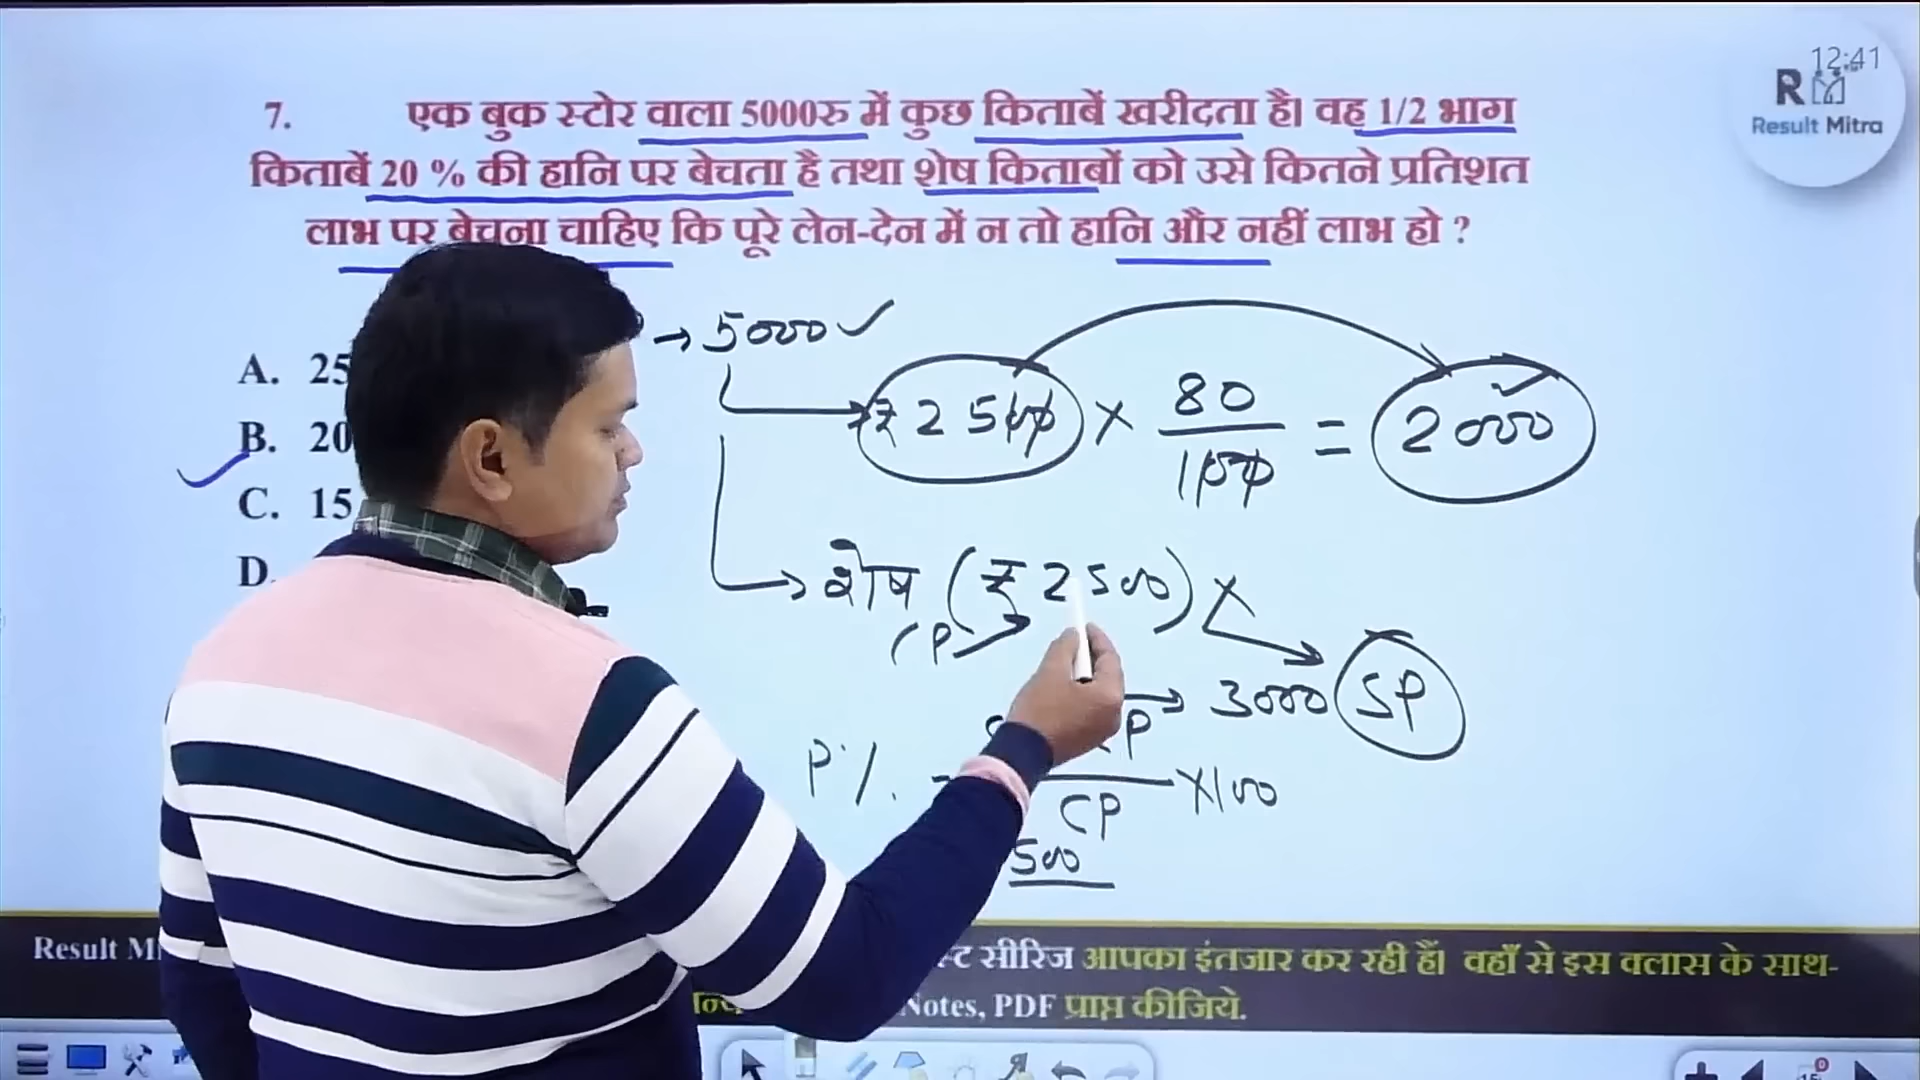 12:41
R
Result Mitra
7. एक बुक स्टोर वाला 5000रु में कुछ किताबें खरीदता है। वह 1/2 भाग
किताबें 20 % की हानि पर बेचता है तथा शेष किताबों को उसे कितने प्रतिशत
लाभ पर बेचना चाहिए कि पूरे लेन-देन में न तो हानि और नहीं लाभ हो ?
→ 5000 ✓
A. 25
B. 20
C. 15
D.
₹ 2500 × 80/100 = 2000
शेष (₹ 2500) ×
CP
→ 3000 SP
P
P%
CP ×100
500
Result
सीरिज आपका इंतजार कर रही हैं। वहाँ से इस क्लास के साथ-
Notes, PDF प्राप्त कीजिये.